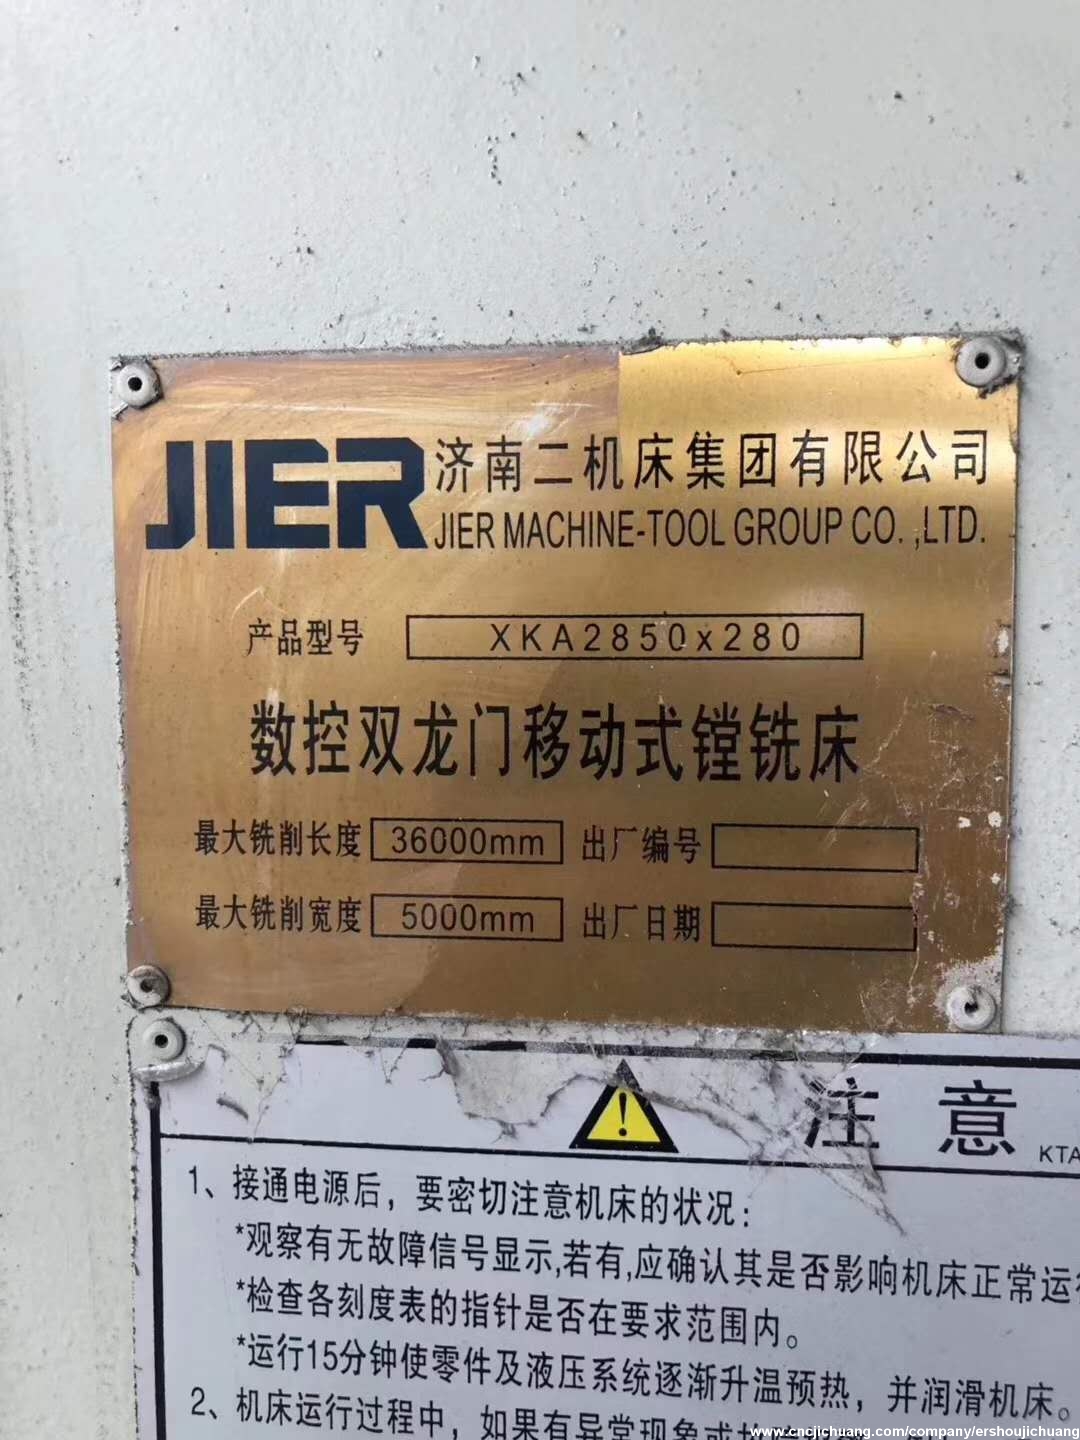 JIER
济南二机床集团有限公司
JIER MACHINE-TOOL GROUP CO.,LTD.
产品型号 XKA2850x280
数控双龙门移动式镗铣床
最大铣削长度 36000mm 出厂编号
最大铣削宽度 5000mm 出厂日期
注意
KTA
1、接通电源后，要密切注意机床的状况：
*观察有无故障信号显示,若有,应确认其是否影响机床正常运
*检查各刻度表的指针是否在要求范围内。
*运行15分钟使零件及液压系统逐渐升温预热，并润滑机床。
2、机床运行过程中，如果有异常现象或
www.cncjichuang.com/company/ershoujichuang